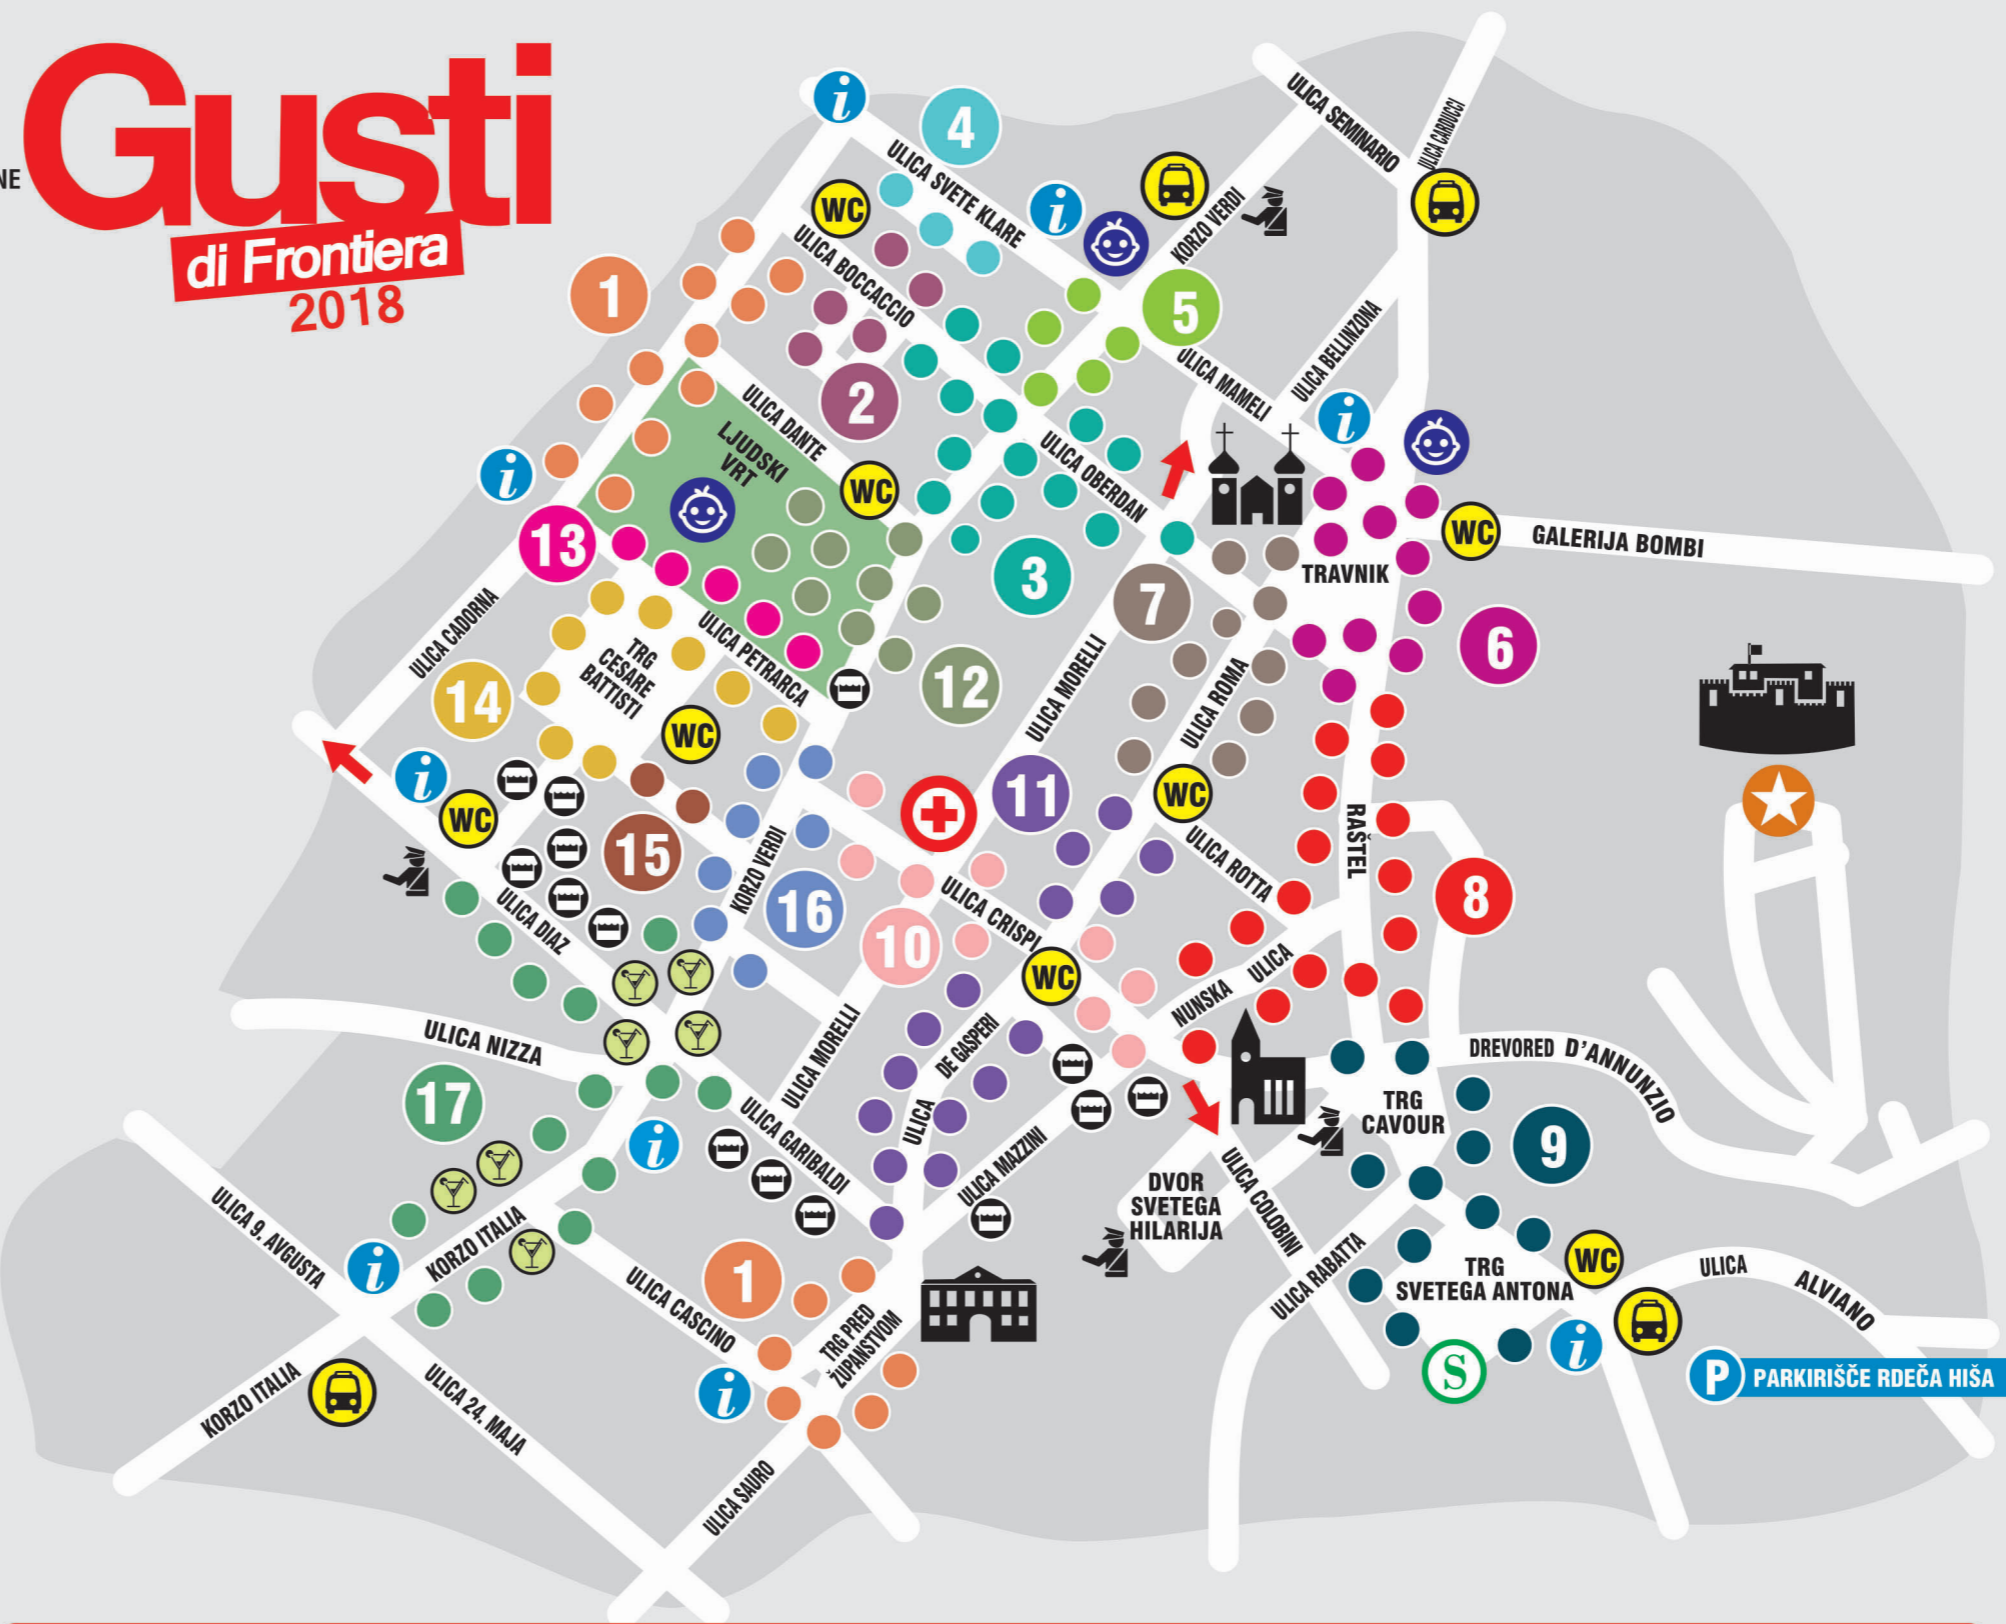 NE
Gusti
di Frontiera
2018
i
4
ULICA SVETE KLARE
WC
i
KORZO VERDI
ULICA SEMINARIO
ULICA CARDUCCI
ULICA BOCCACCIO
1
5
2
ULICA MAMELI
ULICA BELLINZONA
i
ULICA DANTE
LJUDSKI
VRT
WC
ULICA OBERDAN
i
13
3
WC
GALERIJA BOMBI
TRAVNIK
7
6
ULICA CADORNA
ULICA PETRARCA
TRG
CESARE
BATTISTI
14
12
ULICA MORELLI
ULICA ROMA
WC
i
WC
11
WC
15
KORZO VERDI
16
10
ULICA CRISPI
ULICA ROTTA
RAŠTEL
8
ULICA DIAZ
WC
NUNSKA ULICA
ULICA NIZZA
ULICA MORELLI
ULICA DE GASPERI
DREVORED D'ANNUNZIO
17
i
ULICA GARIBALDI
ULICA MAZZINI
TRG
CAVOUR
9
DVOR
SVETEGA
HILARIJA
ULICA COLOBINI
ULICA RABATTA
ULICA 9. AVGUSTA
i
KORZO ITALIA
ULICA CASCINO
1
TRG PRED
ŽUPANSTVOM
TRG
SVETEGA ANTONA
WC
ULICA ALVIANO
KORZO ITALIA
ULICA 24. MAJA
i
S
i
P
PARKIRIŠČE RDEČA HIŠA
ULICA SAURO